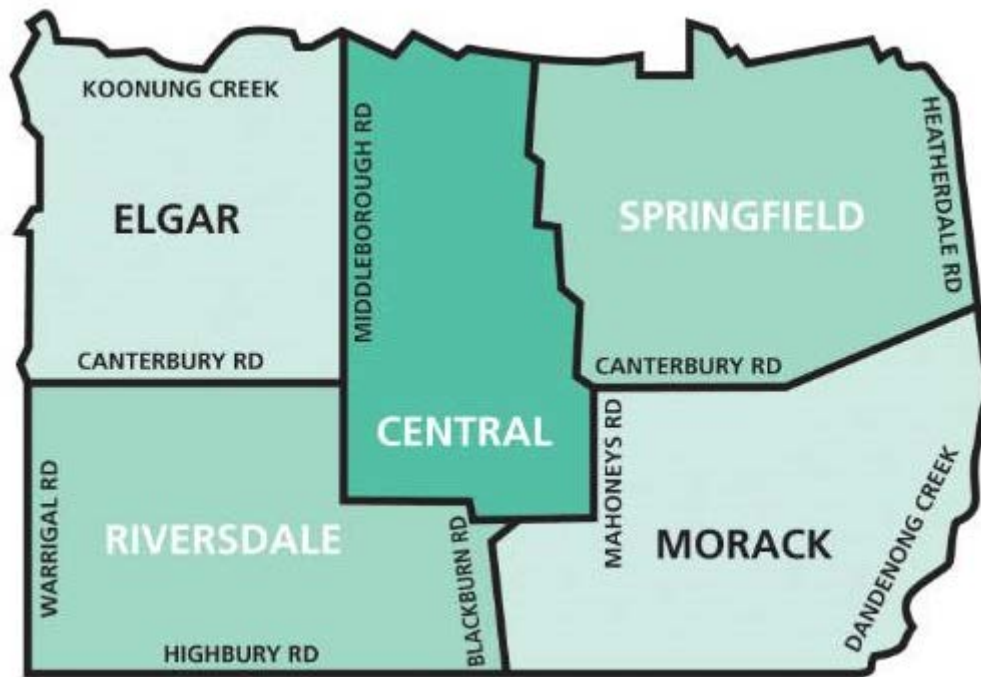 KOONUNG CREEK
ELGAR
CANTERBURY RD
MIDDLEBOROUGH RD
CENTRAL
SPRINGFIELD
HEATHERDALE RD
CANTERBURY RD
WARRIGAL RD
RIVERSDALE
HIGHBURY RD
BLACKBURN RD
MAHONEYS RD
MORACK
DANDENONG CREEK